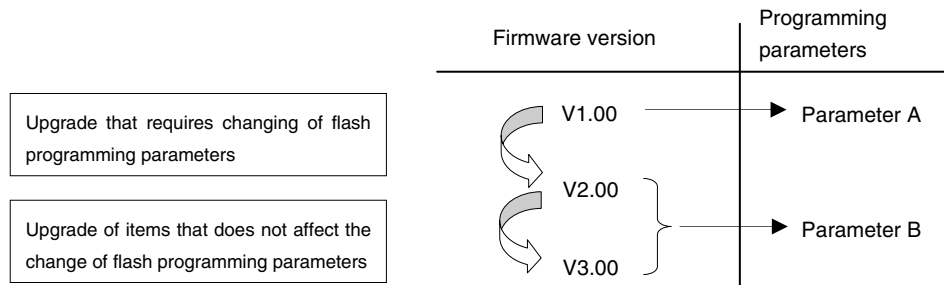 Firmware version
Programming
parameters
Upgrade that requires changing of flash
programming parameters
V1.00
Parameter A
V2.00
Upgrade of items that does not affect the
change of flash programming parameters
Parameter B
V3.00